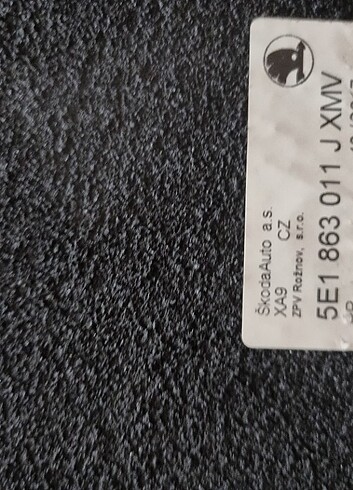 ŠkodaAuto a.s.
XA9 CZ
ZPV Rožnov, s.r.o.
5E1 863 011 J XMV